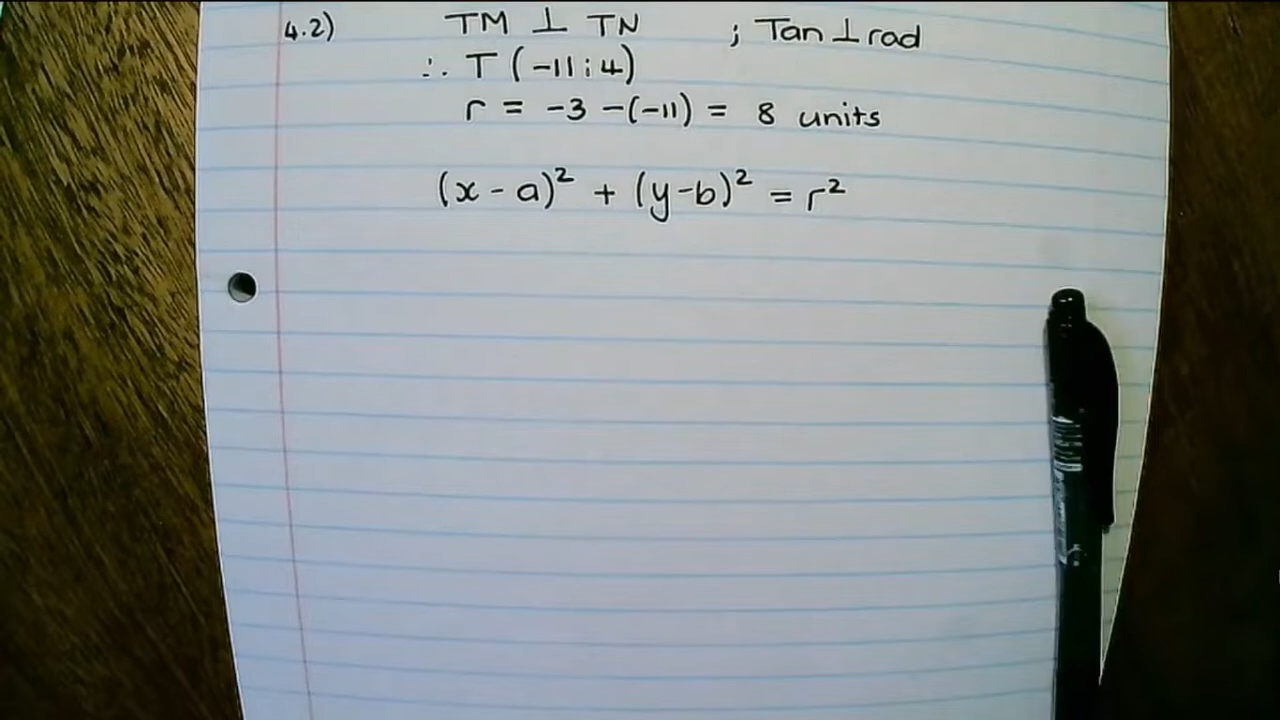 4.2) TM ⊥ TN ; Tan ⊥ rad
∴ T (-11 ; 4)
r = -3 -(-11) = 8 units
(x - a)² + (y - b)² = r²